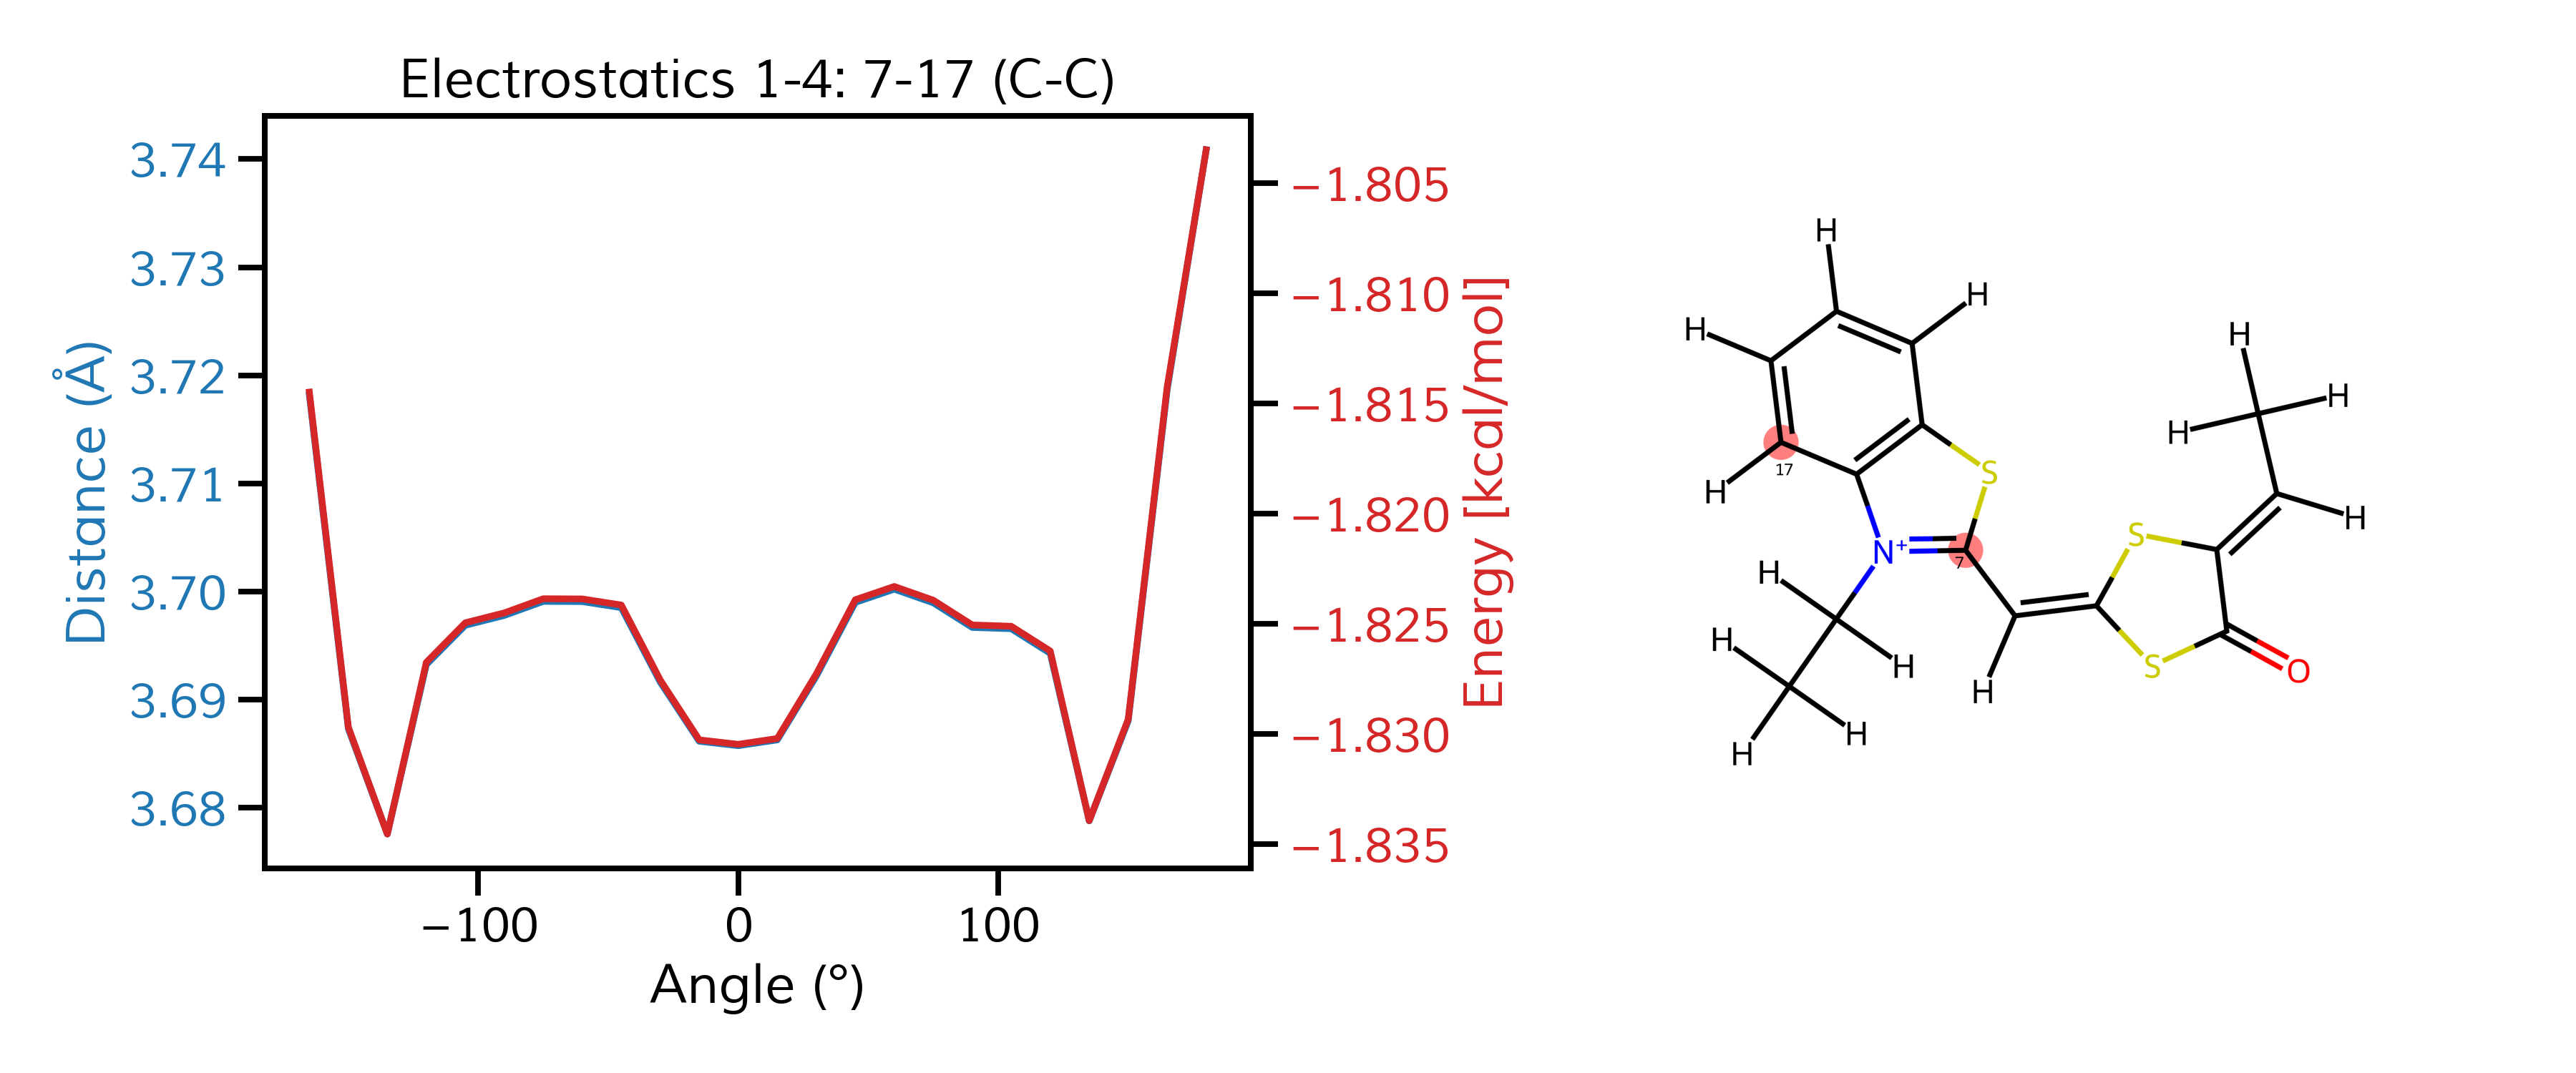 Electrostatics 1-4: 7-17 (C-C)
Distance (Å)
3.74
3.73
3.72
3.71
3.70
3.69
3.68
−100
0
100
Angle (°)
−1.805
−1.810
−1.815
−1.820
−1.825
−1.830
−1.835
Energy [kcal/mol]
H
H
H
H
H
H
17
H
S
S
H
N⁺
7
H
H
H
S
O
H
H
H